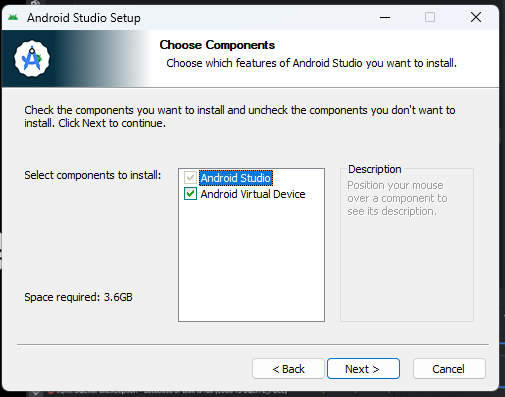 Android Studio Setup
Choose Components
Choose which features of Android Studio you want to install.
Check the components you want to install and uncheck the components you don't want to
install. Click Next to continue.
Select components to install:
Android Studio
Android Virtual Device
Description
Position your mouse
over a component to
see its description.
Space required: 3.6GB
< Back
Next >
Cancel